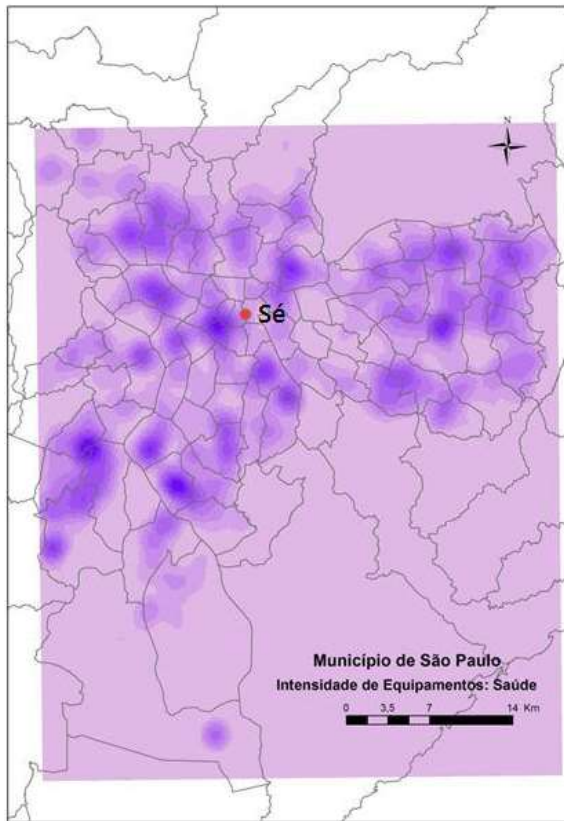 N
Sé
Município de São Paulo
Intensidade de Equipamentos: Saúde
0 3,5 7 14 Km